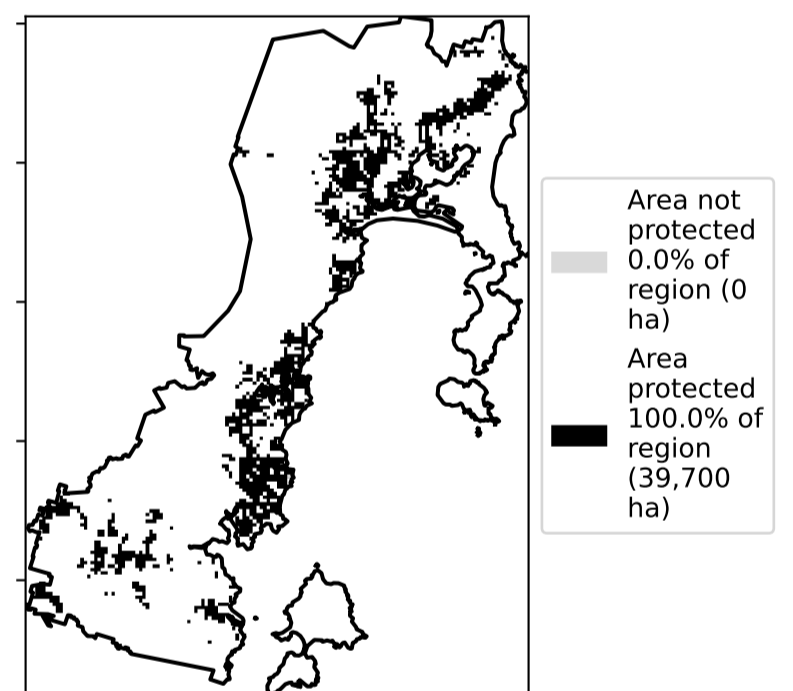 Area not
protected
0.0% of
region (0
ha)
Area
protected
100.0% of
region
(39,700
ha)